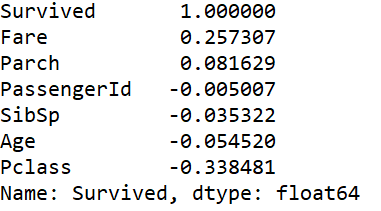 Survived 1.000000
Fare 0.257307
Parch 0.081629
PassengerId -0.005007
SibSp -0.035322
Age -0.054520
Pclass -0.338481
Name: Survived, dtype: float64